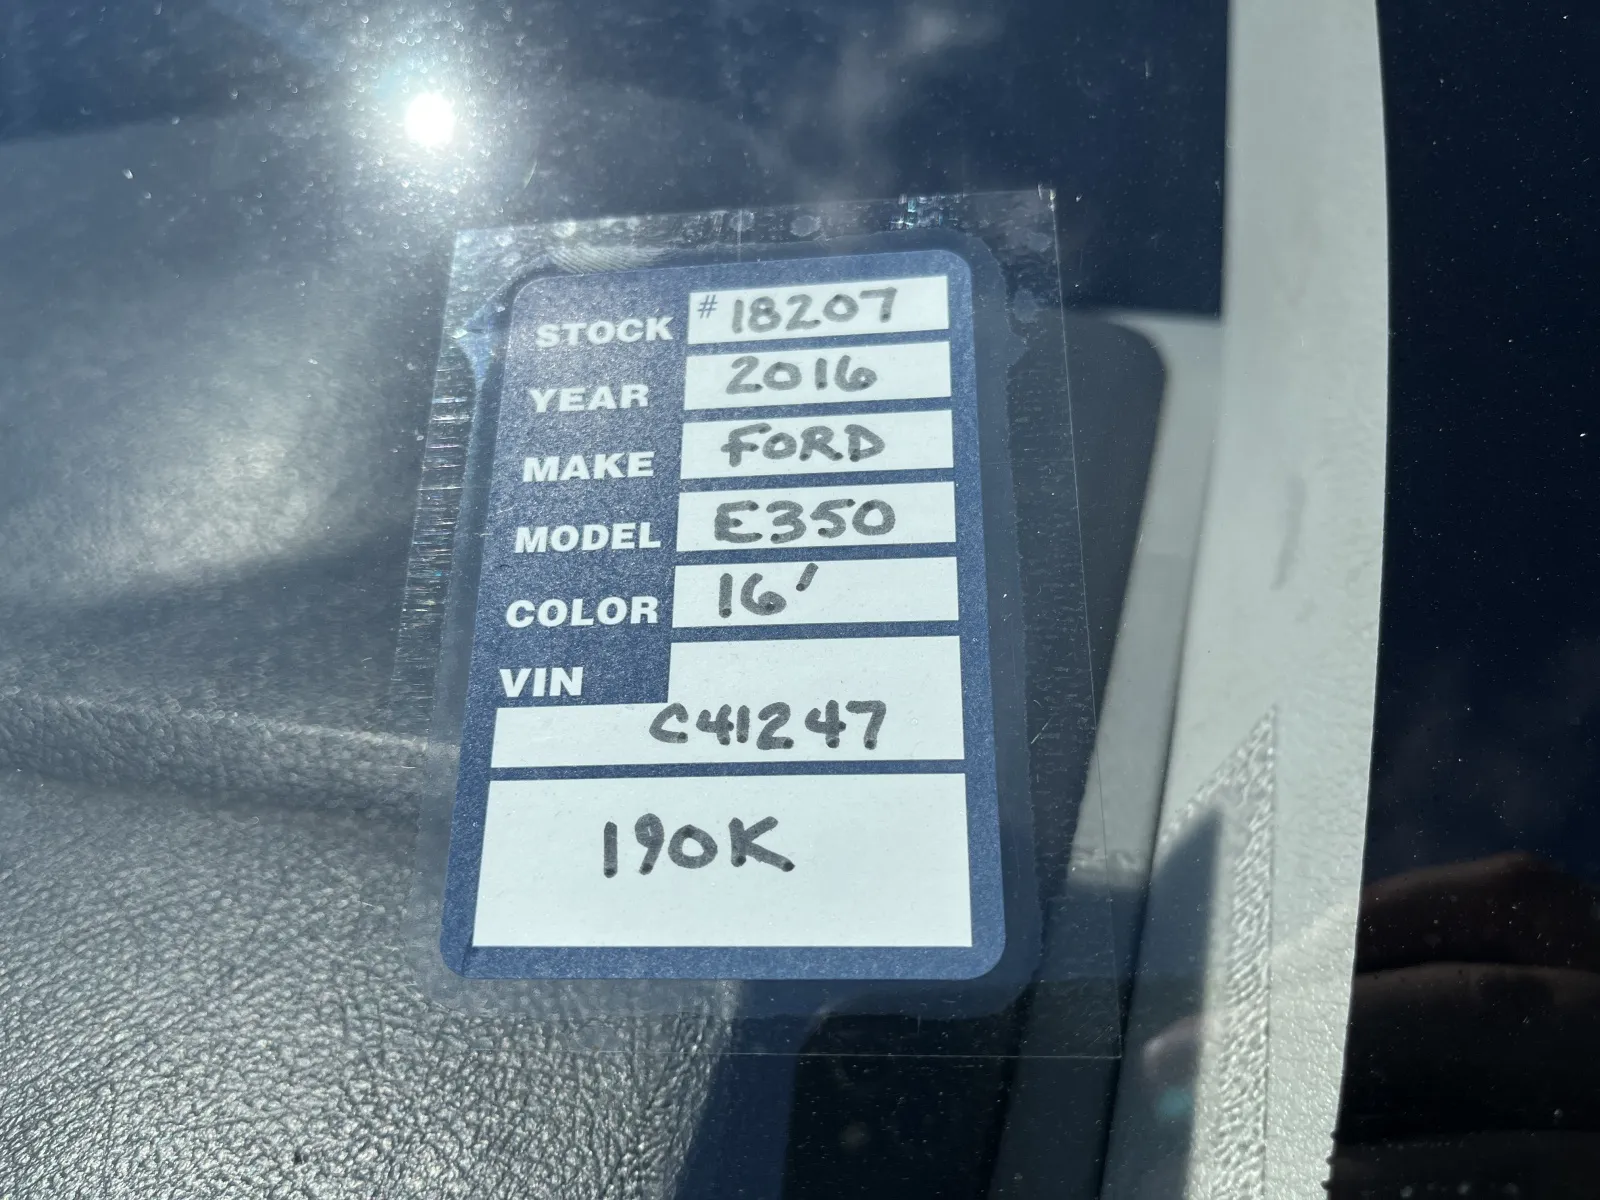 STOCK # 18207
YEAR 2016
MAKE FORD
MODEL E350
COLOR 16'
VIN
C41247
190K